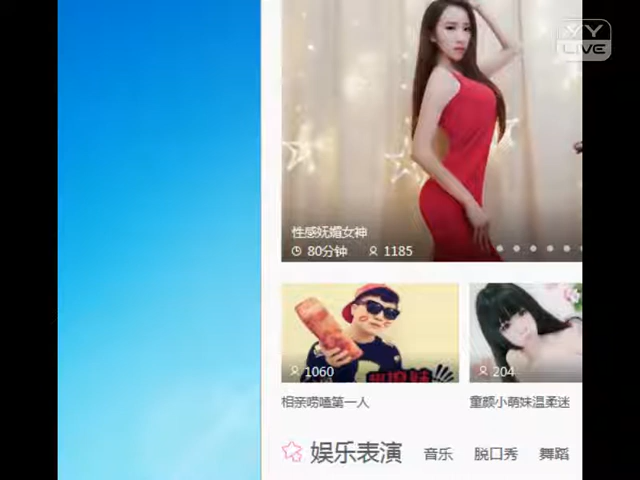 YY
LIVE
性感妩媚女神
80分钟 1185
1060
204
相亲唠嗑第一人
童颜小萌妹温柔迷
娱乐表演 音乐 脱口秀 舞蹈